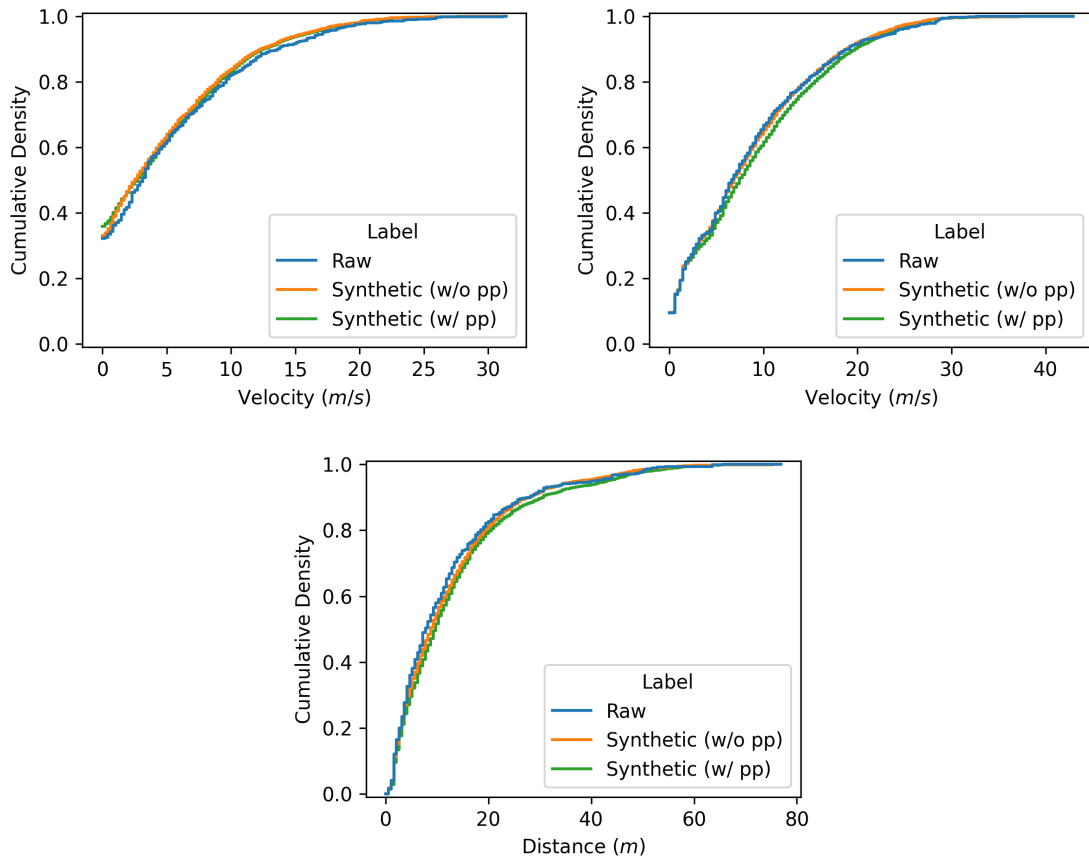 1.0
0.8
0.6
0.4
0.2
0.0
Cumulative Density
0 5 10 15 20 25 30
Velocity (m/s)
Label
Raw
Synthetic (w/o pp)
Synthetic (w/ pp)
1.0
0.8
0.6
0.4
0.2
0.0
Cumulative Density
0 10 20 30 40
Velocity (m/s)
Label
Raw
Synthetic (w/o pp)
Synthetic (w/ pp)
1.0
0.8
0.6
0.4
0.2
0.0
Cumulative Density
0 20 40 60 80
Distance (m)
Label
Raw
Synthetic (w/o pp)
Synthetic (w/ pp)